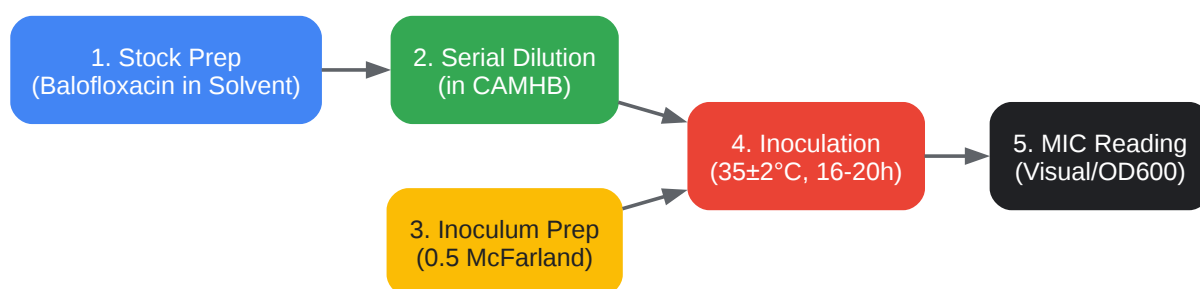 1. Stock Prep
(Balofloxacin in Solvent)
2. Serial Dilution
(in CAMHB)
3. Inoculum Prep
(0.5 McFarland)
4. Inoculation
(35±2°C, 16-20h)
5. MIC Reading
(Visual/OD600)